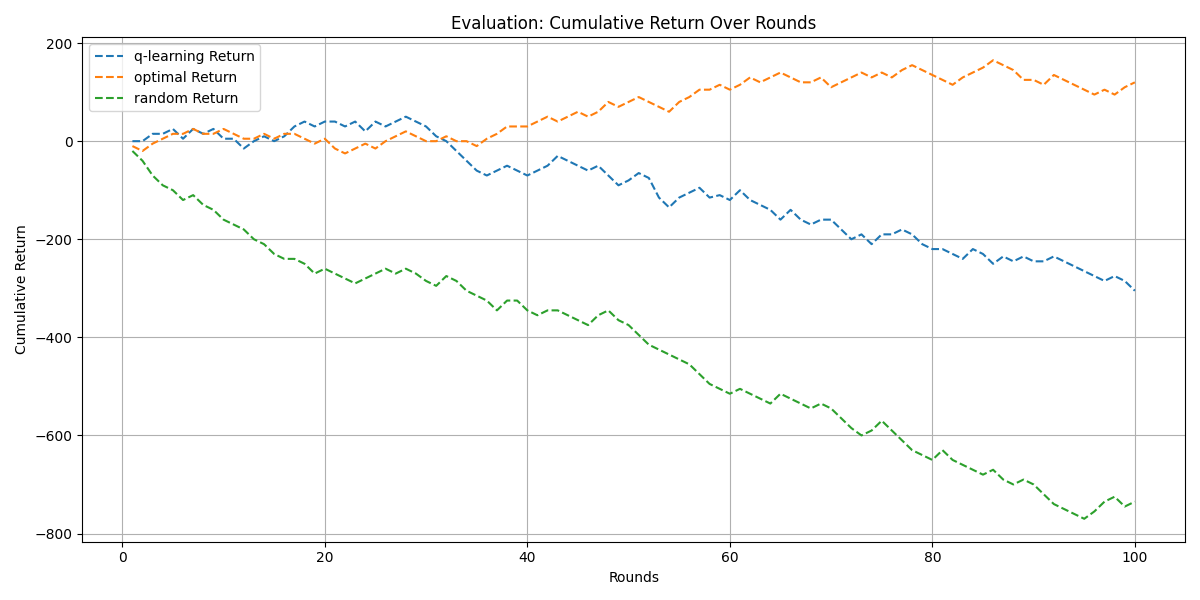 Evaluation: Cumulative Return Over Rounds
q-learning Return
optimal Return
random Return
Cumulative Return
200
0
−200
−400
−600
−800
0 20 40 60 80 100
Rounds